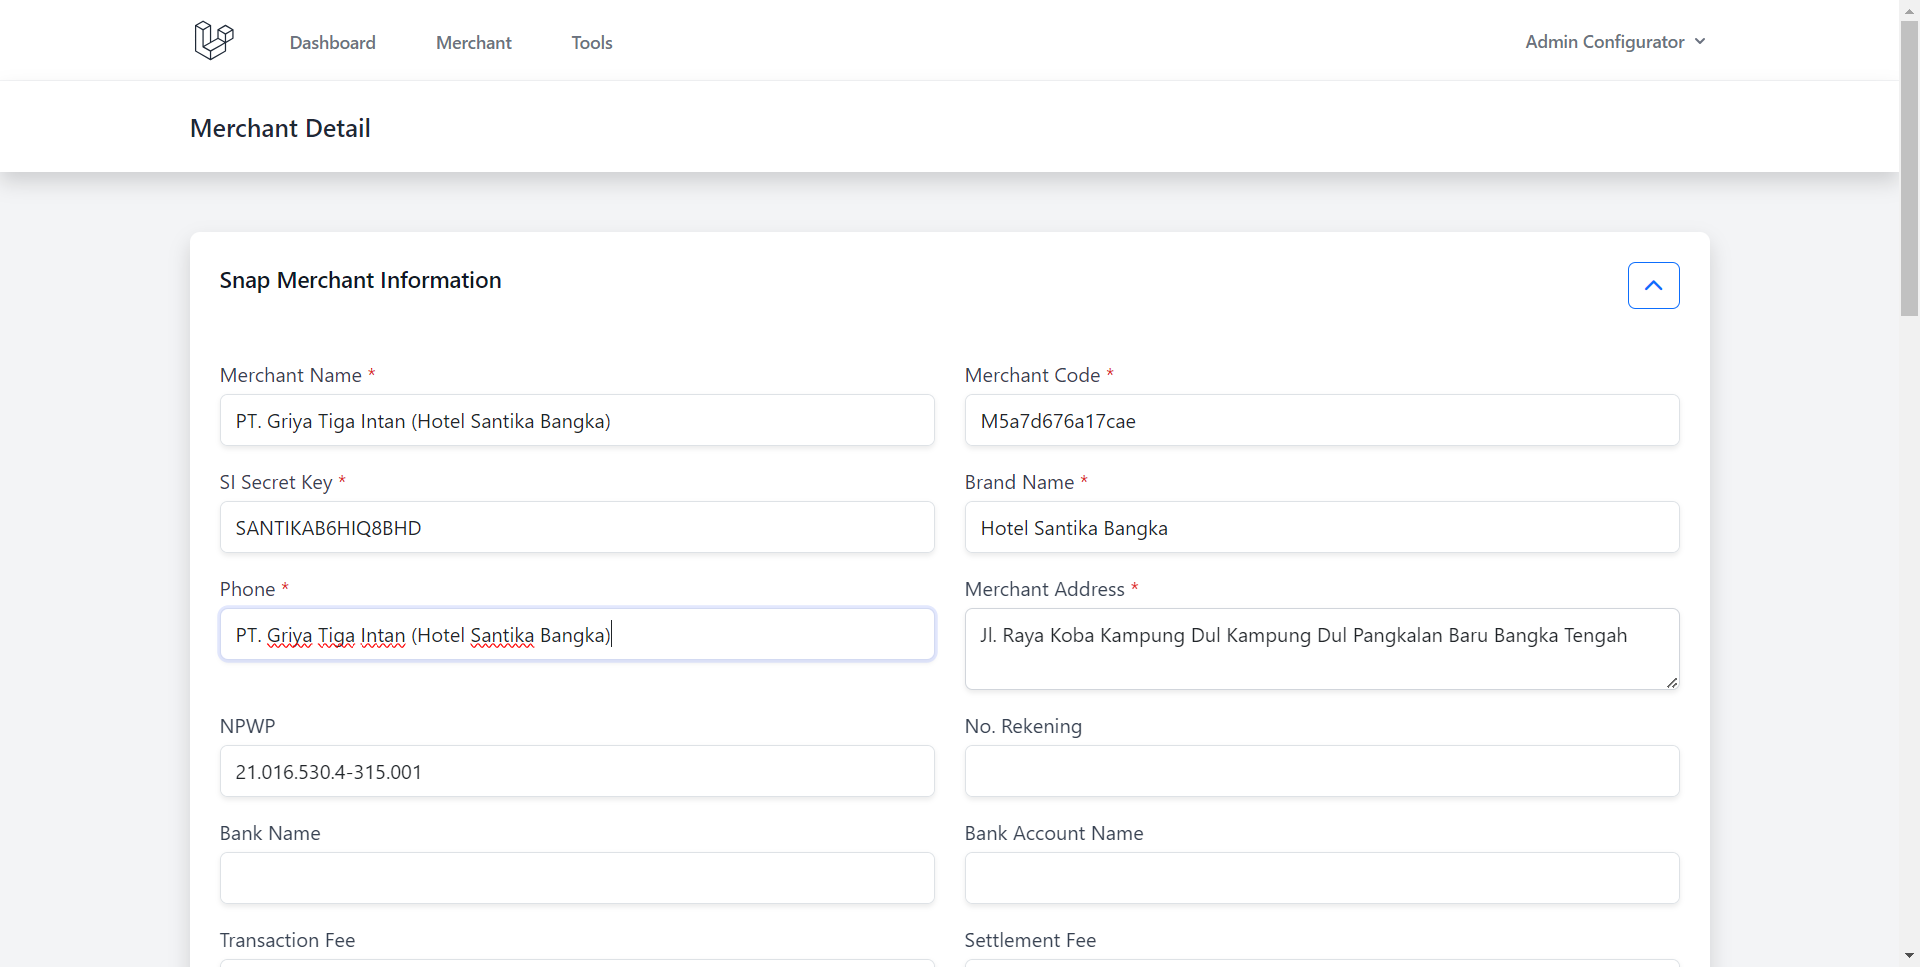 Dashboard Merchant Tools Admin Configurator
Merchant Detail
Snap Merchant Information
Merchant Name * Merchant Code *
PT. Griya Tiga Intan (Hotel Santika Bangka) M5a7d676a17cae
SI Secret Key * Brand Name *
SANTIKAB6HIQ8BHD Hotel Santika Bangka
Phone * Merchant Address *
PT. Griya Tiga Intan (Hotel Santika Bangka) Jl. Raya Koba Kampung Dul Kampung Dul Pangkalan Baru Bangka Tengah
NPWP No. Rekening
21.016.530.4-315.001
Bank Name Bank Account Name
Transaction Fee Settlement Fee